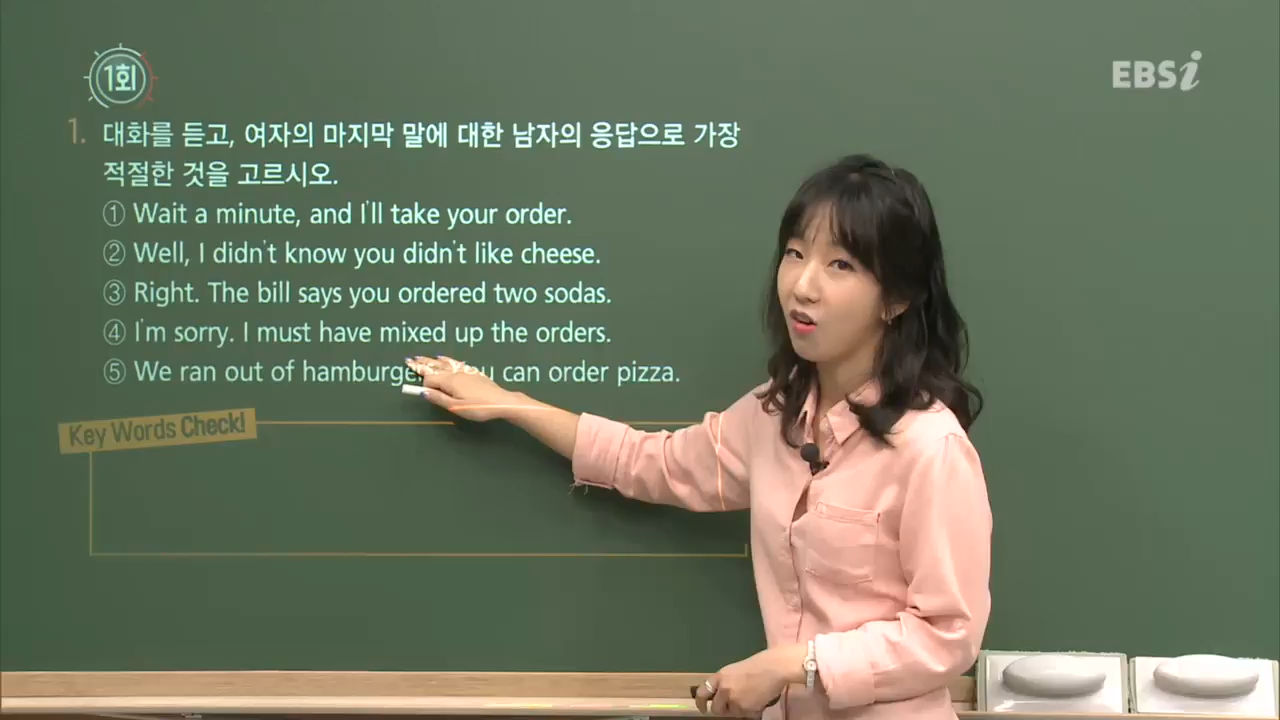 1회
EBSi
1. 대화를 듣고, 여자의 마지막 말에 대한 남자의 응답으로 가장
적절한 것을 고르시오.
① Wait a minute, and I'll take your order.
② Well, I didn't know you didn't like cheese.
③ Right. The bill says you ordered two sodas.
④ I'm sorry. I must have mixed up the orders.
⑤ We ran out of hamburgers. You can order pizza.
Key Words Check!